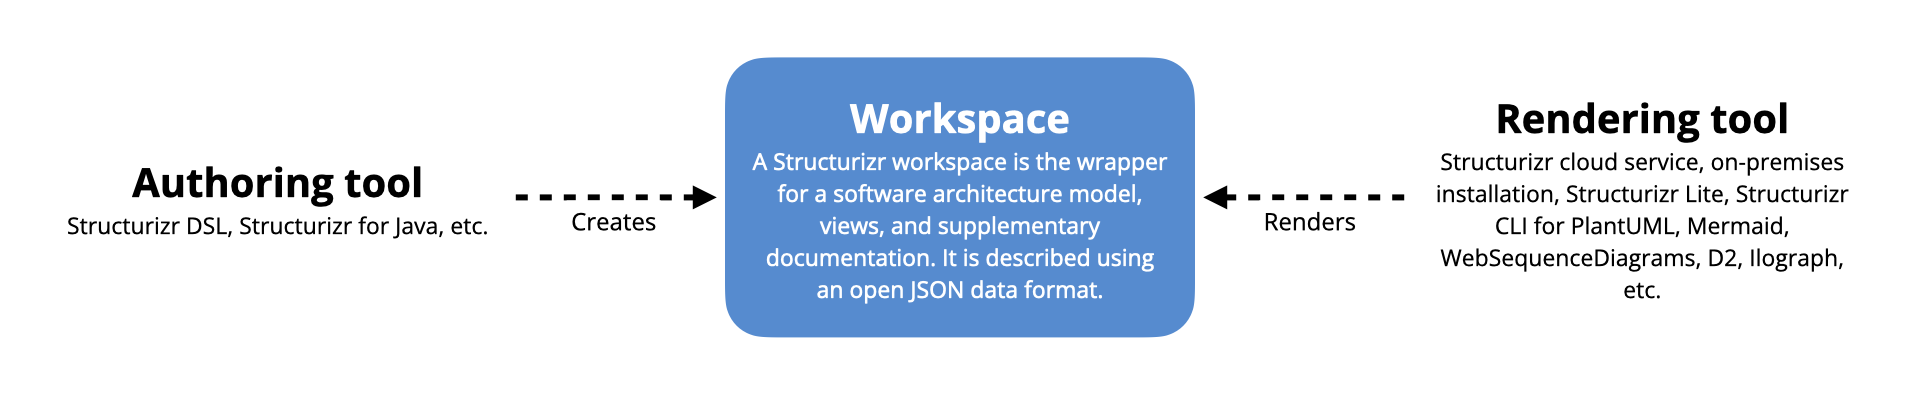 Authoring tool
Structurizr DSL, Structurizr for Java, etc.
Creates
Workspace
A Structurizr workspace is the wrapper
for a software architecture model,
views, and supplementary
documentation. It is described using
an open JSON data format.
Renders
Rendering tool
Structurizr cloud service, on-premises
installation, Structurizr Lite, Structurizr
CLI for PlantUML, Mermaid,
WebSequenceDiagrams, D2, Ilograph,
etc.